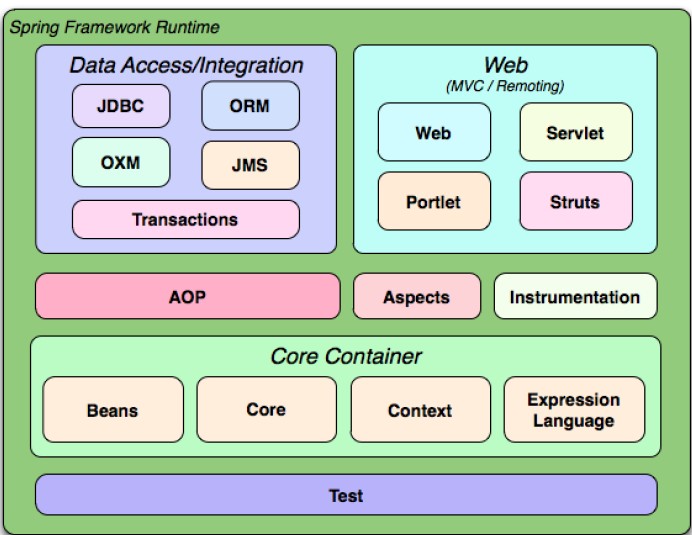 Spring Framework Runtime
Data Access/Integration
JDBC
ORM
OXM
JMS
Transactions
Web
(MVC / Remoting)
Web
Servlet
Portlet
Struts
AOP
Aspects
Instrumentation
Core Container
Beans
Core
Context
Expression
Language
Test